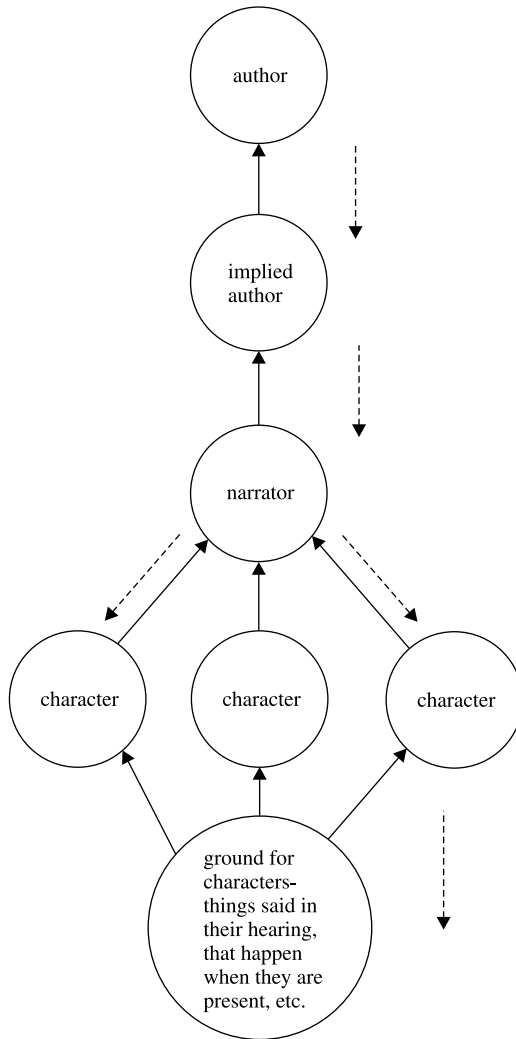 author
implied
author
narrator
character
character
character
ground for
characters-
things said in
their hearing,
that happen
when they are
present, etc.